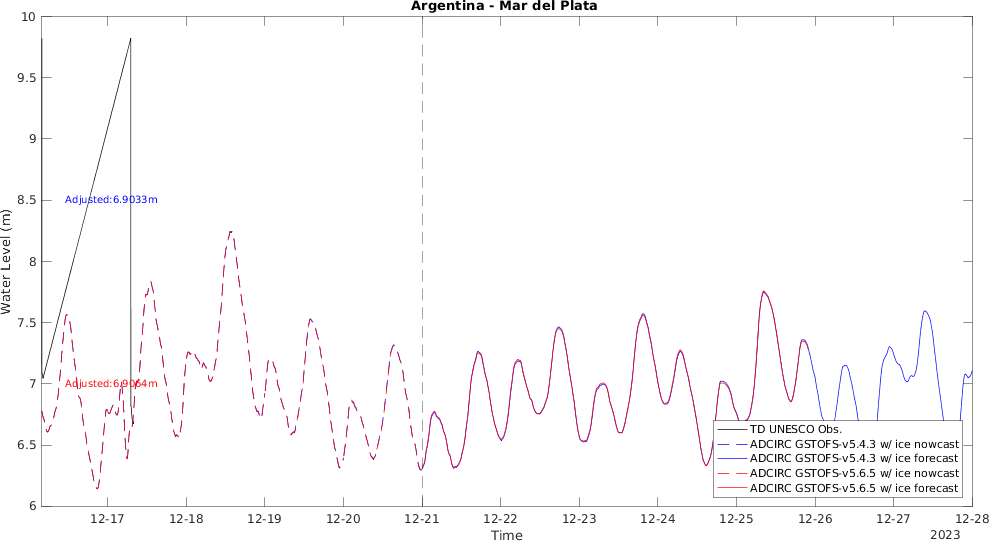 Argentina - Mar del Plata
Water Level (m)
10
9.5
9
8.5
8
7.5
7
6.5
6
Adjusted:6.9033m
Adjusted:6.9064m
TD UNESCO Obs.
ADCIRC GSTOFS-v5.4.3 w/ ice nowcast
ADCIRC GSTOFS-v5.4.3 w/ ice forecast
ADCIRC GSTOFS-v5.6.5 w/ ice nowcast
ADCIRC GSTOFS-v5.6.5 w/ ice forecast
12-17 12-18 12-19 12-20 12-21 12-22 12-23 12-24 12-25 12-26 12-27 12-28
Time
2023